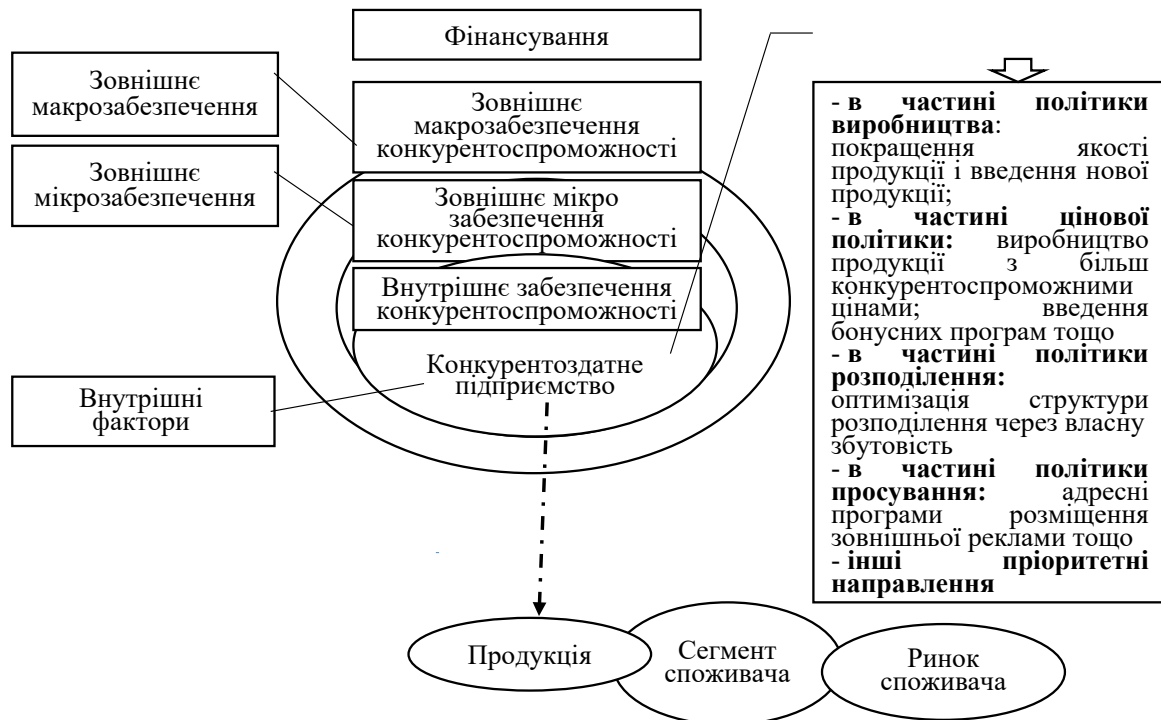 Фінансування
Зовнішнє
макрозабезпечення
Зовнішнє
макрозабезпечення
конкурентоспроможності
Зовнішнє
мікрозабезпечення
Зовнішнє мікро
забезпечення
конкурентоспроможності
Внутрішнє забезпечення
конкурентоспроможності
Конкурентоздатне
підприємство
Внутрішні
фактори
- в частині політики
виробництва:
покращення якості
продукції і введення нової
продукції;
- в частині цінової
політики: виробництво
продукції з більш
конкурентоспроможними
цінами; введення
бонусних програм тощо
- в частині політики
розподілення:
оптимізація структури
розподілення через власну
збутовість
- в частині політики
просування: адресні
програми розміщення
зовнішньої реклами тощо
- інші пріоритетні
направлення
Продукція
Сегмент
споживача
Ринок
споживача